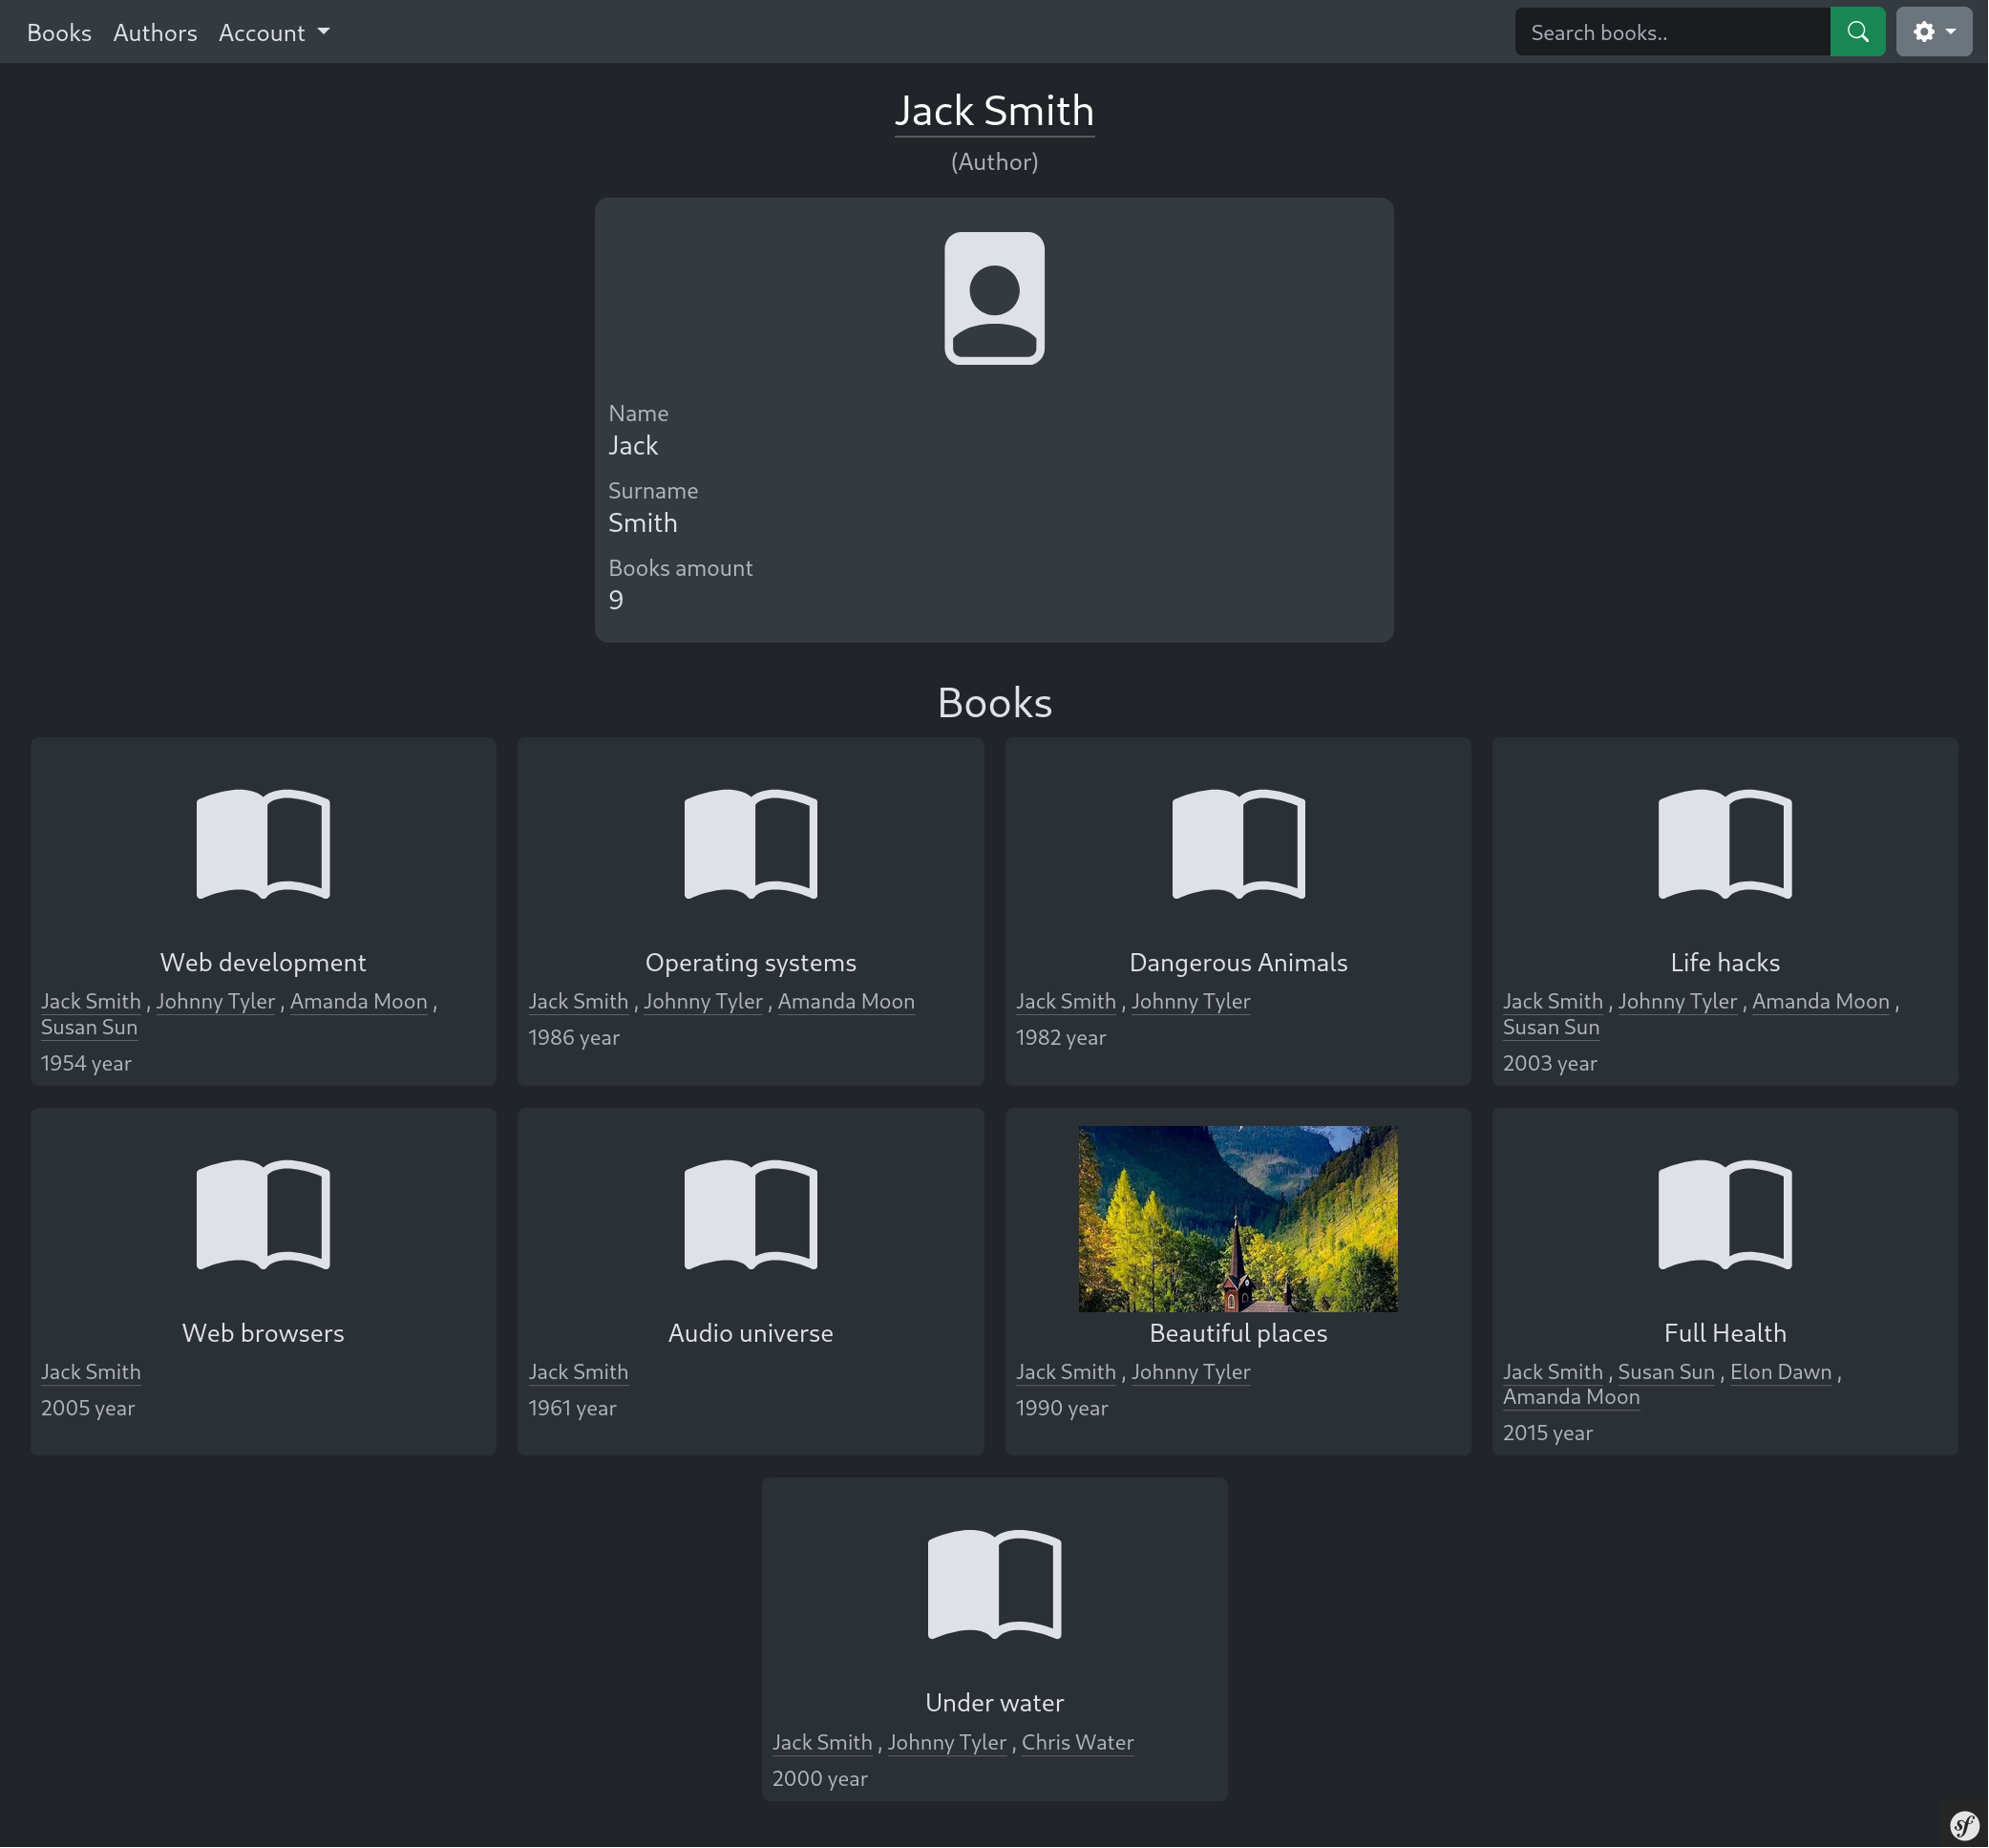 Books Authors Account
Search books..
Jack Smith
(Author)
Name
Jack
Surname
Smith
Books amount
9
Books
Web development
Jack Smith , Johnny Tyler , Amanda Moon ,
Susan Sun
1954 year
Operating systems
Jack Smith , Johnny Tyler , Amanda Moon
1986 year
Dangerous Animals
Jack Smith , Johnny Tyler
1982 year
Life hacks
Jack Smith , Johnny Tyler , Amanda Moon ,
Susan Sun
2003 year
Web browsers
Jack Smith
2005 year
Audio universe
Jack Smith
1961 year
Beautiful places
Jack Smith , Johnny Tyler
1990 year
Full Health
Jack Smith , Susan Sun , Elon Dawn ,
Amanda Moon
2015 year
Under water
Jack Smith , Johnny Tyler , Chris Water
2000 year
sf